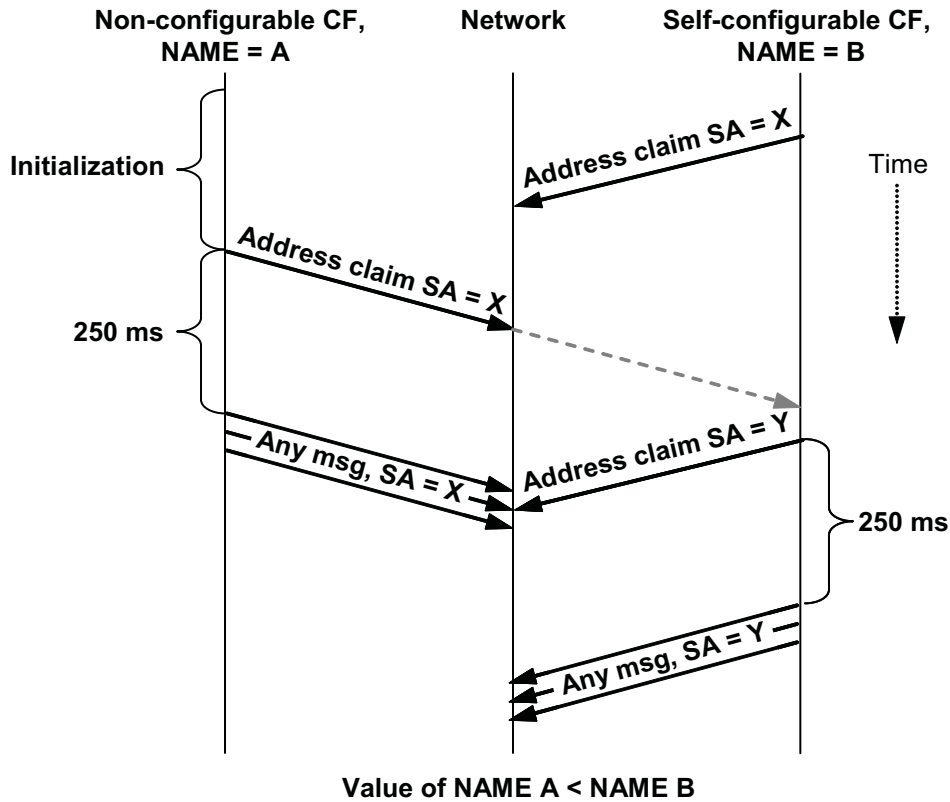 Non-configurable CF,
NAME = A
Network
Self-configurable CF,
NAME = B
Address claim SA = X
Initialization
Time
Address claim SA = X
250 ms
Any msg, SA = X
Address claim SA = Y
250 ms
Any msg, SA = Y
Value of NAME A < NAME B